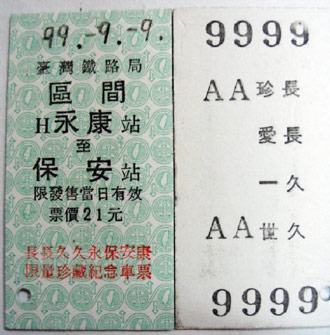 99.-9.-9.
臺灣鐵路局
區間
H永康站
至
保安站
限發售當日有效
票價21元
長長久久永保安康
限量珍藏紀念車票
9999
AA珍長
愛長
一久
AA世久
9999